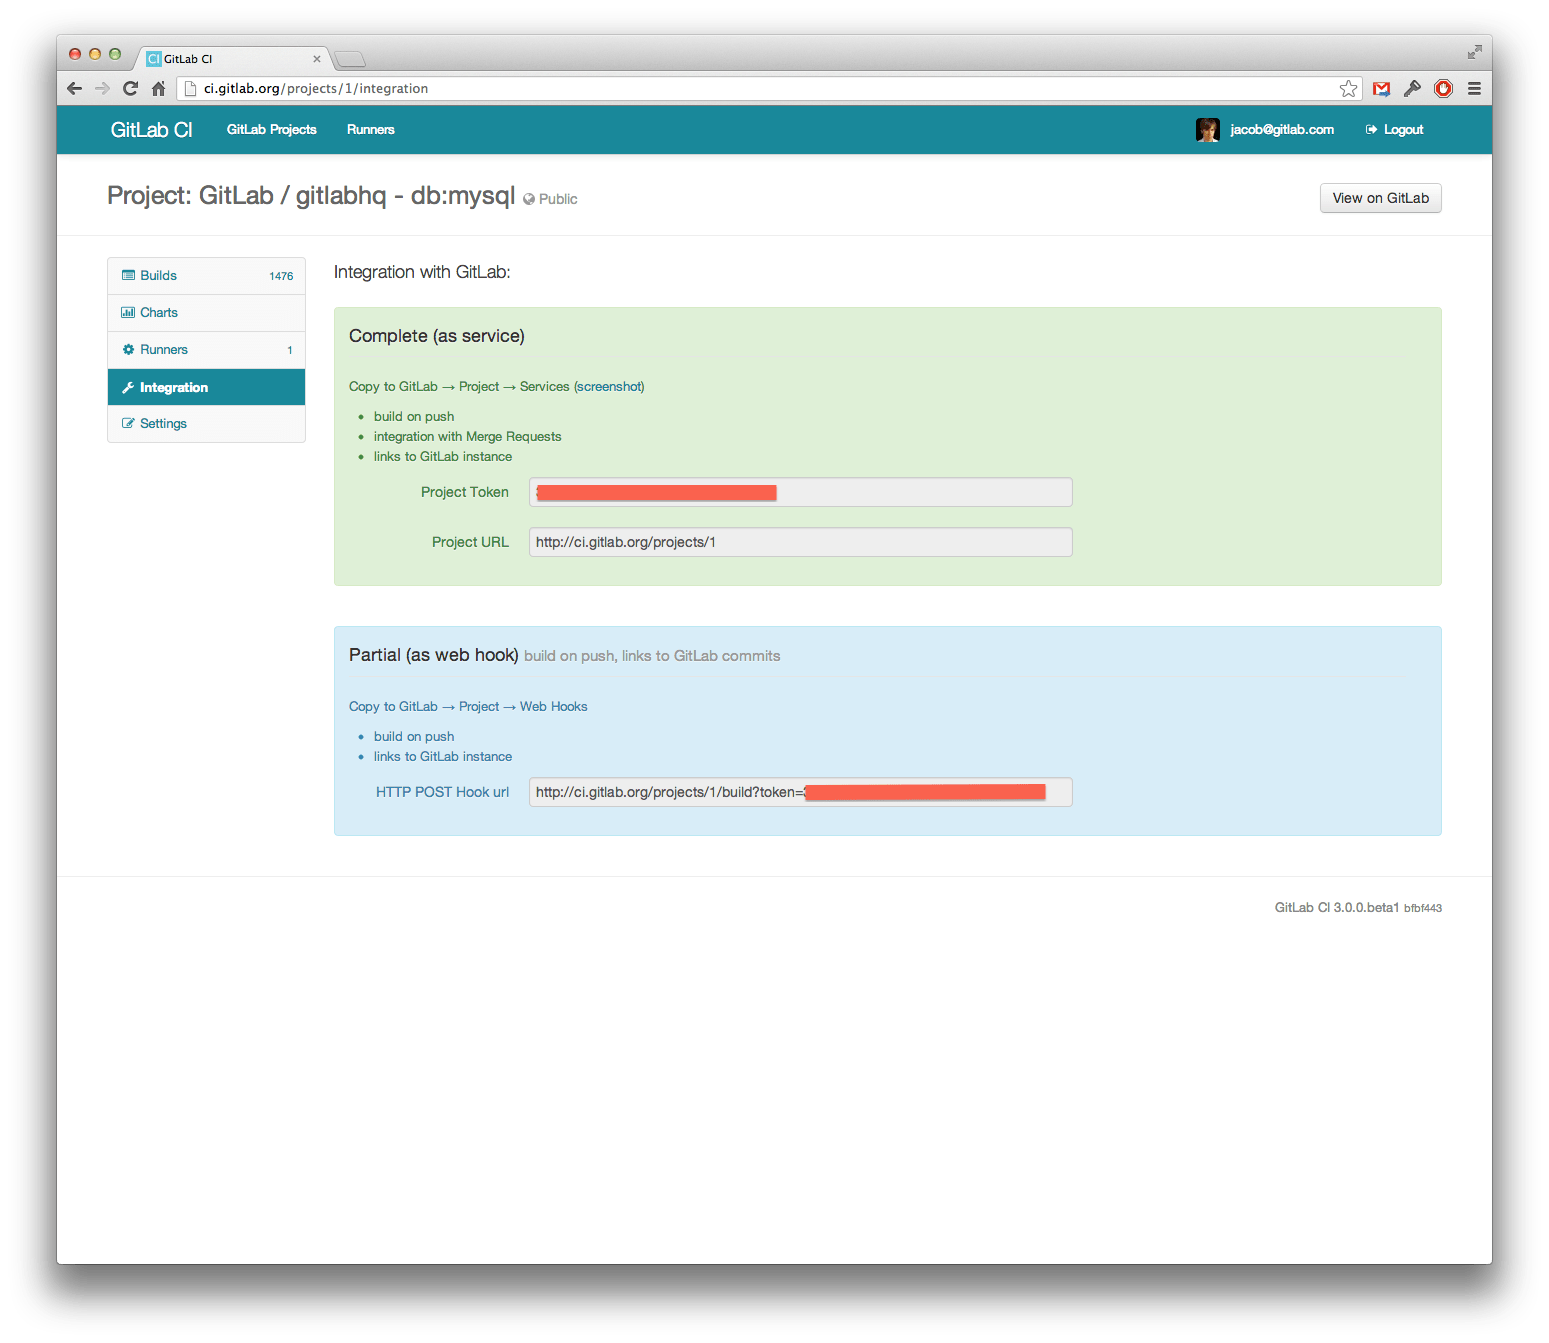 CI GitLab CI
ci.gitlab.org/projects/1/integration
GitLab CI GitLab Projects Runners jacob@gitlab.com Logout
Project: GitLab / gitlabhq - db:mysql Public View on GitLab
Builds 1476
Charts
Runners 1
Integration
Settings
Integration with GitLab:
Complete (as service)
Copy to GitLab → Project → Services (screenshot)
• build on push
• integration with Merge Requests
• links to GitLab instance
Project Token
Project URL http://ci.gitlab.org/projects/1
Partial (as web hook) build on push, links to GitLab commits
Copy to GitLab → Project → Web Hooks
• build on push
• links to GitLab instance
HTTP POST Hook url http://ci.gitlab.org/projects/1/build?token=
GitLab CI 3.0.0.beta1 bfbf443